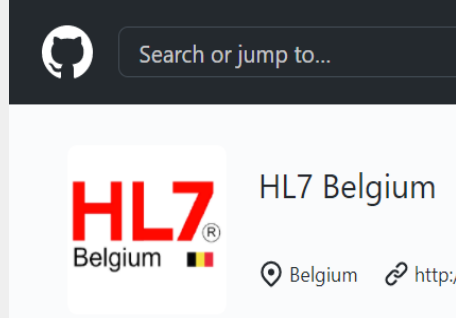 Search or jump to...
HL7 Belgium
HL7®
Belgium
Belgium http:/